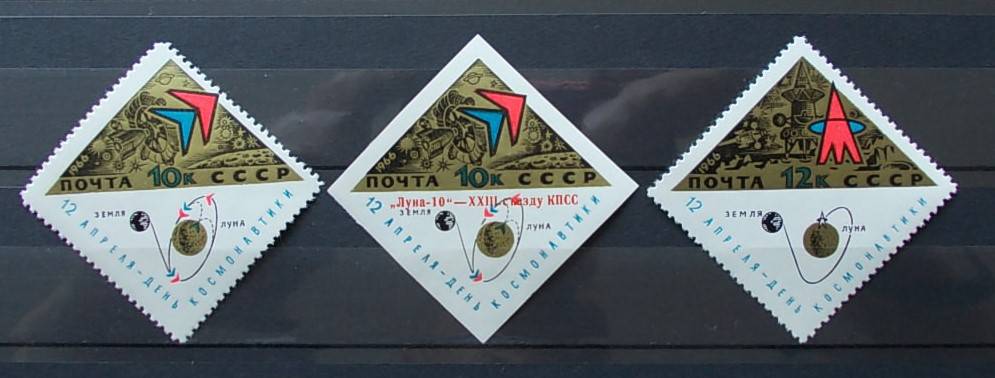 1966
10к
ПОЧТА СССР
ЗЕМЛЯ
ЛУНА
12 АПРЕЛЯ-ДЕНЬ КОСМОНАВТИКИ
1966
10к
ПОЧТА СССР
„Луна-10"—XXIII съезду КПСС
ЗЕМЛЯ
ЛУНА
12 АПРЕЛЯ-ДЕНЬ КОСМОНАВТИКИ
1966
12к
ПОЧТА СССР
ЗЕМЛЯ
ЛУНА
12 АПРЕЛЯ-ДЕНЬ КОСМОНАВТИКИ